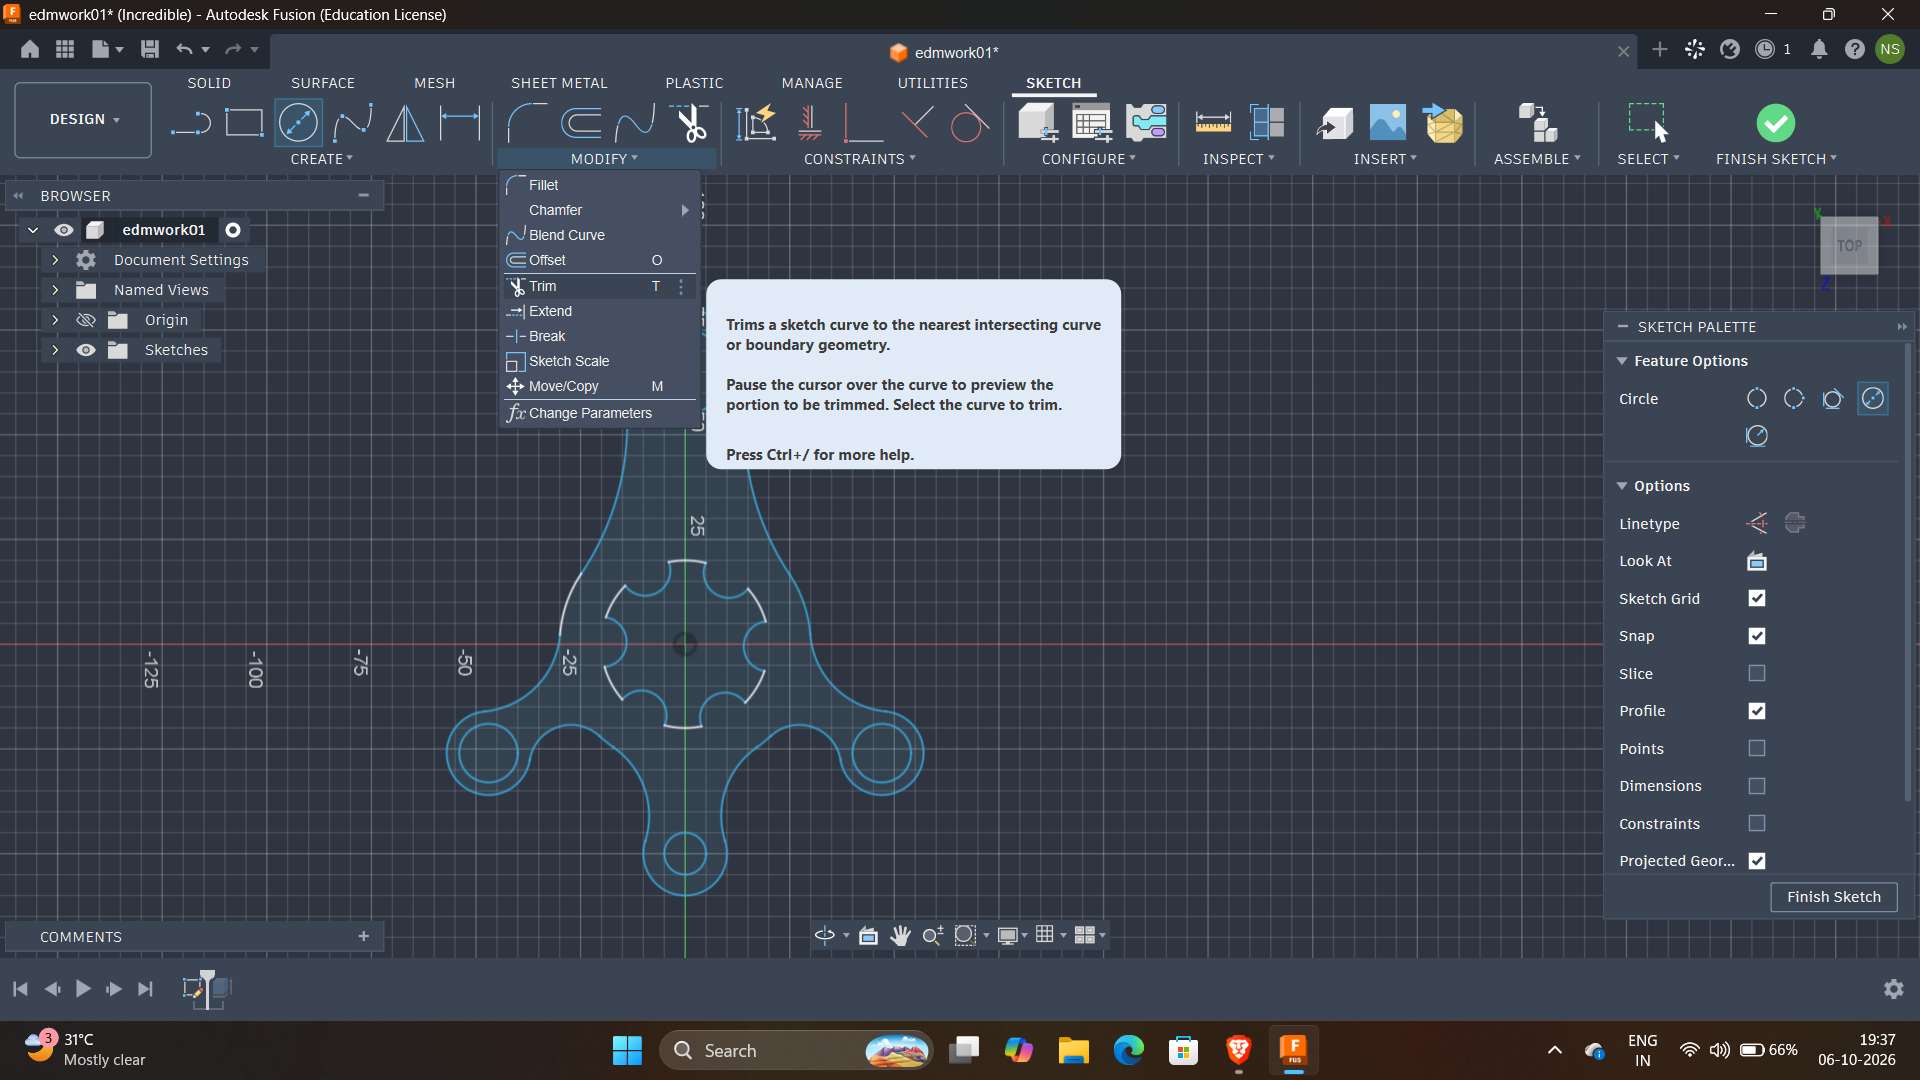 edmwork01* (Incredible) - Autodesk Fusion (Education License)
edmwork01*
1
NS
DESIGN
SOLID
SURFACE
MESH
SHEET METAL
PLASTIC
MANAGE
UTILITIES
SKETCH
CREATE
MODIFY
CONSTRAINTS
CONFIGURE
INSPECT
INSERT
ASSEMBLE
SELECT
FINISH SKETCH
BROWSER
edmwork01
Document Settings
Named Views
Origin
Sketches
Fillet
Chamfer
Blend Curve
Offset O
Trim T
Extend
Break
Sketch Scale
Move/Copy M
fx Change Parameters
Trims a sketch curve to the nearest intersecting curve
or boundary geometry.
Pause the cursor over the curve to preview the
portion to be trimmed. Select the curve to trim.
Press Ctrl+/ for more help.
25
-125
-100
-75
-50
-25
TOP
X
Z
SKETCH PALETTE
Feature Options
Circle
Options
Linetype
Look At
Sketch Grid
Snap
Slice
Profile
Points
Dimensions
Constraints
Projected Geor...
Finish Sketch
COMMENTS
3
31°C
Mostly clear
Search
F
FUS
ENG
IN
66%
19:37
06-10-2026